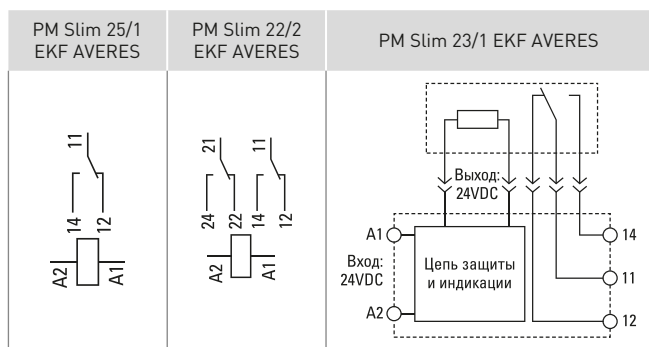 PM Slim 25/1
EKF AVERES
PM Slim 22/2
EKF AVERES
PM Slim 23/1 EKF AVERES
11
14
12
A2
A1
21
11
24
22
14
12
A2
A1
Выход:
24VDC
A1
Вход:
24VDC
A2
Цепь защиты
и индикации
14
11
12